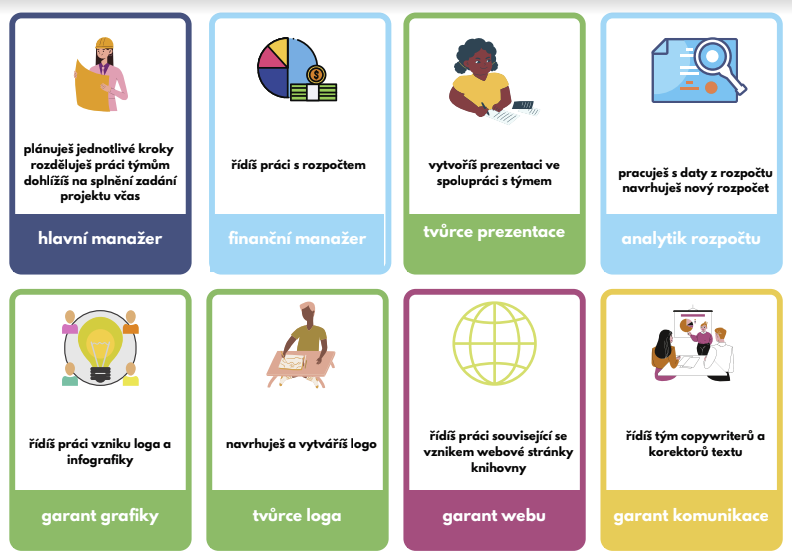 plánuješ jednotlivé kroky
rozděluješ práci týmům
dohlížíš na splnění zadání
projektu včas
hlavní manažer
řídíš práci s rozpočtem
finanční manažer
vytvoříš prezentaci ve
spolupráci s týmem
tvůrce prezentace
pracuješ s daty z rozpočtu
navrhuješ nový rozpočet
analytik rozpočtu
řídíš práci vzniku loga a
infografiky
garant grafiky
navrhuješ a vytváříš logo
tvůrce loga
řídíš práci související se
vznikem webové stránky
knihovny
garant webu
řídíš tým copywriterů a
korektorů textu
garant komunikace